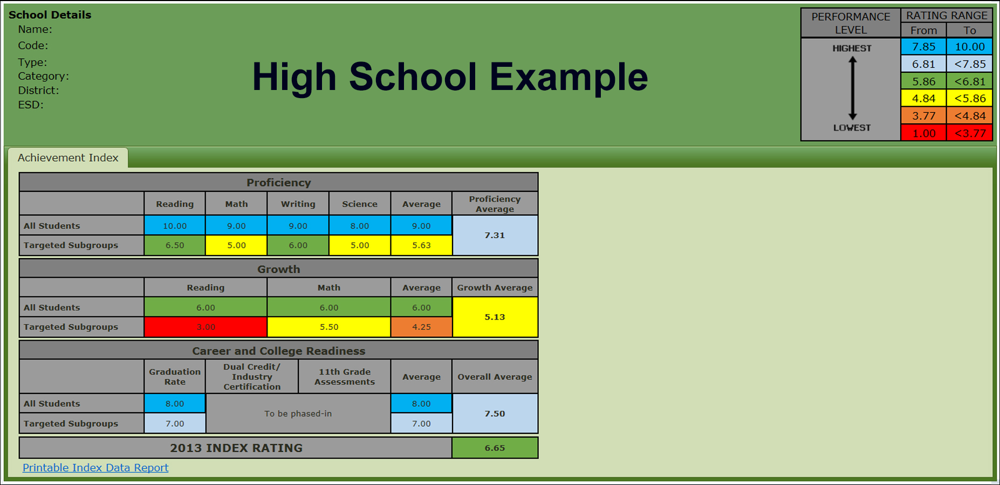 School Details
Name:
Code:
Type:
Category:
District:
ESD:
High School Example
PERFORMANCE LEVEL
RATING RANGE
From To
HIGHEST
LOWEST
7.85 10.00
6.81 <7.85
5.86 <6.81
4.84 <5.86
3.77 <4.84
1.00 <3.77
Achievement Index
Proficiency
Reading Math Writing Science Average Proficiency Average
All Students 10.00 9.00 9.00 8.00 9.00
7.31
Targeted Subgroups 6.50 5.00 6.00 5.00 5.63
Growth
Reading Math Average Growth Average
All Students 6.00 6.00 6.00
5.13
Targeted Subgroups 3.00 5.50 4.25
Career and College Readiness
Graduation Rate Dual Credit/ Industry Certification 11th Grade Assessments Average Overall Average
All Students 8.00 8.00
To be phased-in 7.50
Targeted Subgroups 7.00 7.00
2013 INDEX RATING 6.65
Printable Index Data Report